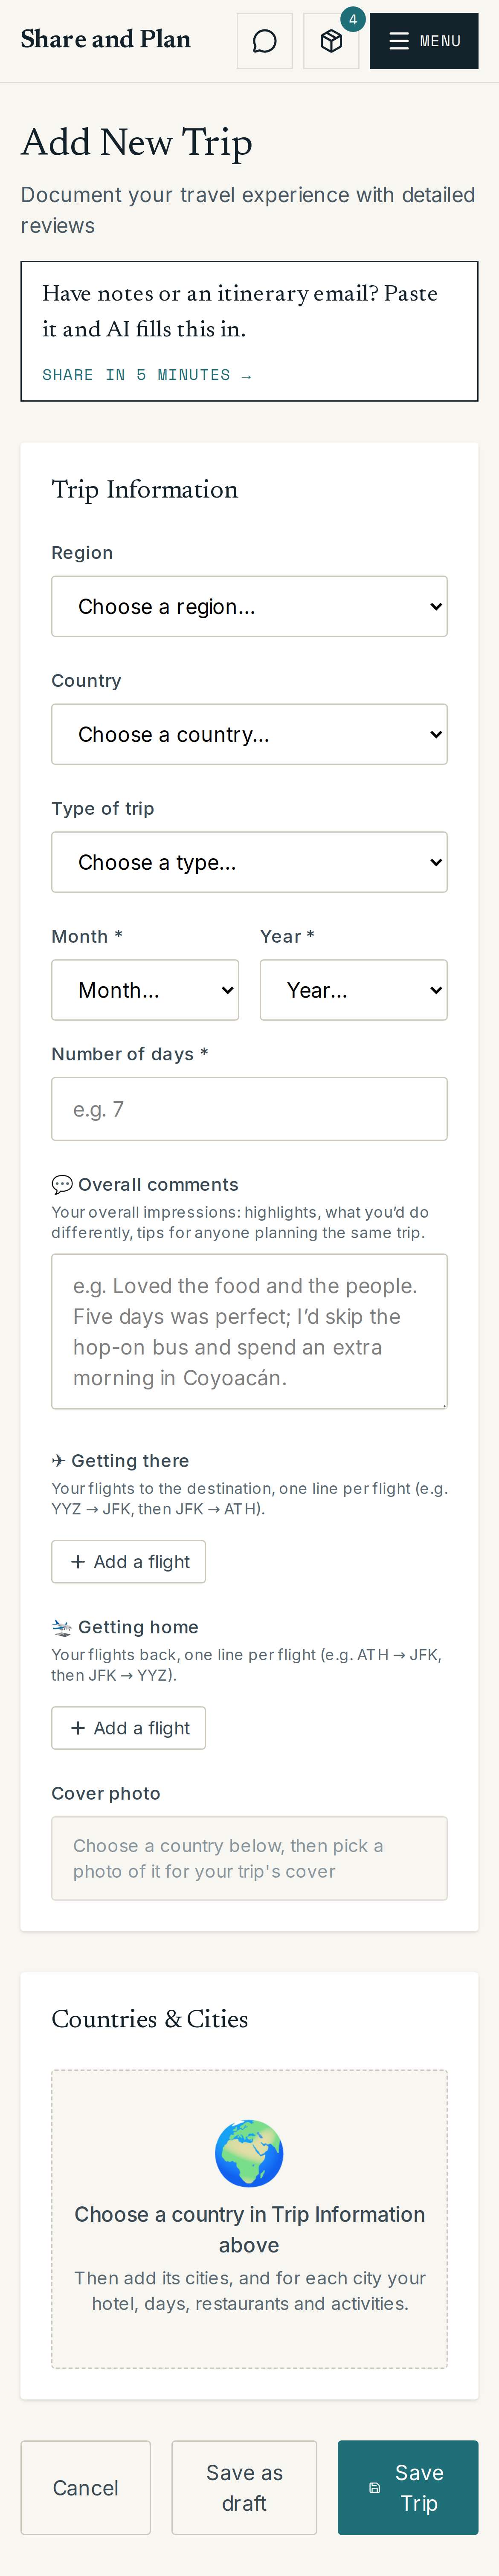 Share and Plan
4
MENU
Add New Trip
Document your travel experience with detailed
reviews
Have notes or an itinerary email? Paste
it and AI fills this in.
SHARE IN 5 MINUTES →
Trip Information
Region
Choose a region...
Country
Choose a country...
Type of trip
Choose a type...
Month *
Year *
Month...
Year...
Number of days *
e.g. 7
💬 Overall comments
Your overall impressions: highlights, what you’d do
differently, tips for anyone planning the same trip.
e.g. Loved the food and the people.
Five days was perfect; I’d skip the
hop-on bus and spend an extra
morning in Coyoacán.
✈ Getting there
Your flights to the destination, one line per flight (e.g.
YYZ → JFK, then JFK → ATH).
+ Add a flight
🛬 Getting home
Your flights back, one line per flight (e.g. ATH → JFK,
then JFK → YYZ).
+ Add a flight
Cover photo
Choose a country below, then pick a
photo of it for your trip's cover
Countries & Cities
Choose a country in Trip Information
above
Then add its cities, and for each city your
hotel, days, restaurants and activities.
Cancel
Save as
draft
Save
Trip